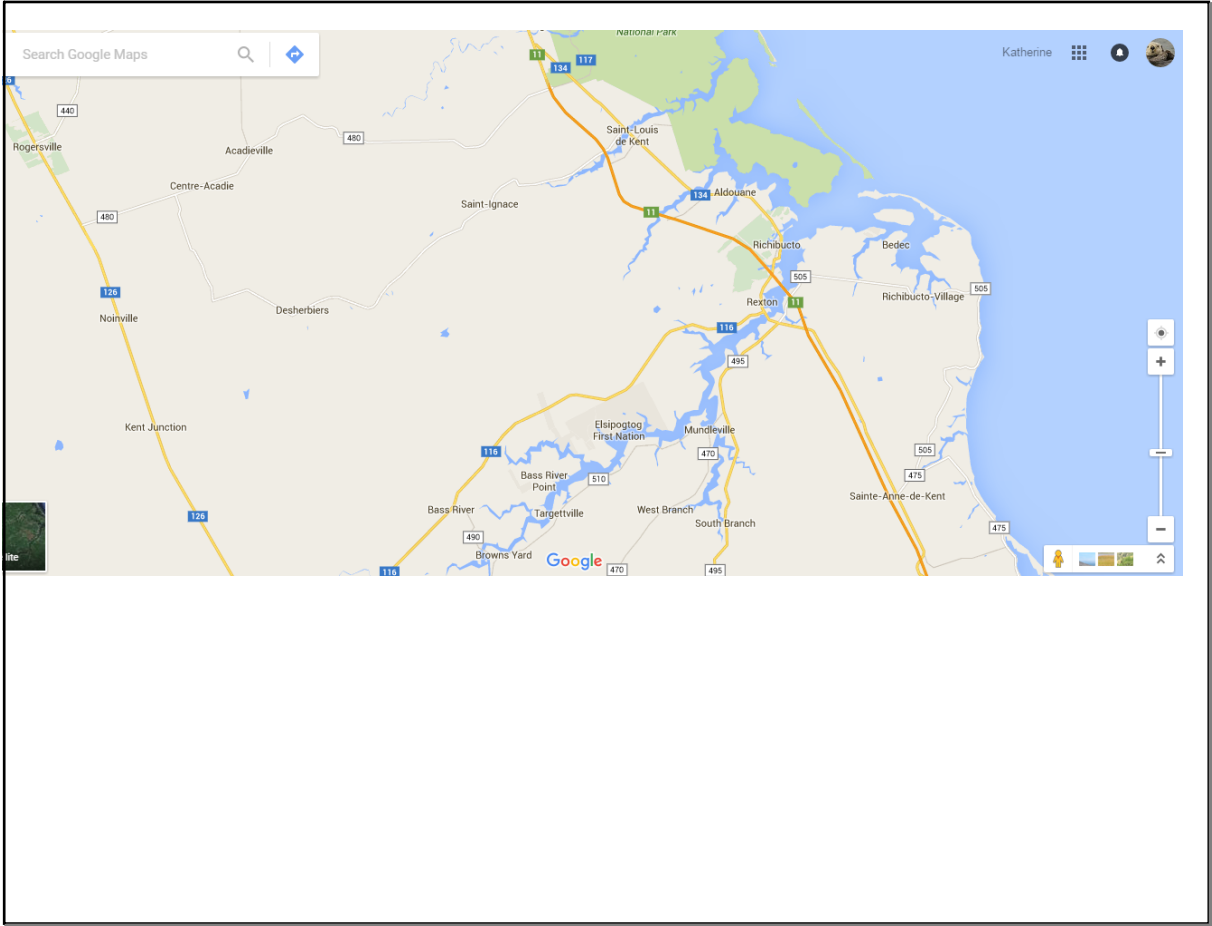 National Park
Search Google Maps
Katherine
11
134
117
26
440
480
Rogersville
Acadieville
Saint-Louis
de Kent
Centre-Acadie
134
Aldouane
Saint-Ignace
11
480
Richibucto
Bedec
505
505
126
Richibucto-Village
Rexton
11
Desherbiers
Noinville
116
495
Kent Junction
Elsipogtog
First Nation
Mundleville
116
470
505
Bass River
Point
510
475
Sainte-Anne-de-Kent
Bass River
Targettville
West Branch
126
South Branch
475
490
Browns Yard
lite
Google
116
470
495